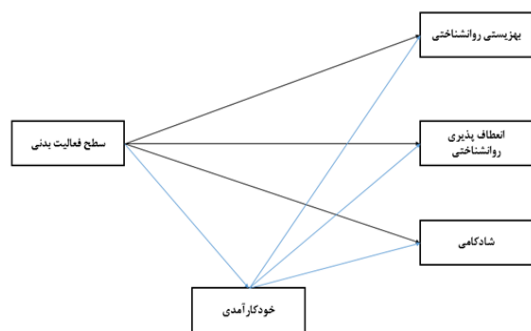 بهزیستی روانشناختی
انعطاف پذیری
روانشناختی
سطح فعالیت بدنی
شادکامی
خودکارآمدی